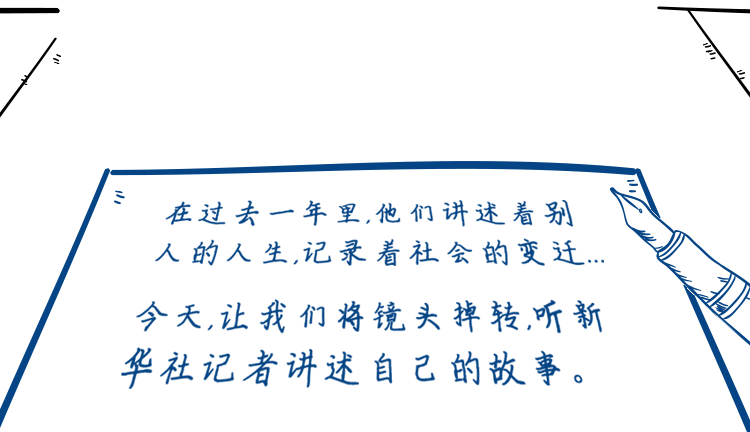 在过去一年里,他们讲述着别
人的人生,记录着社会的变迁...
今天,让我们将镜头掉转,听新
华社记者讲述自己的故事。